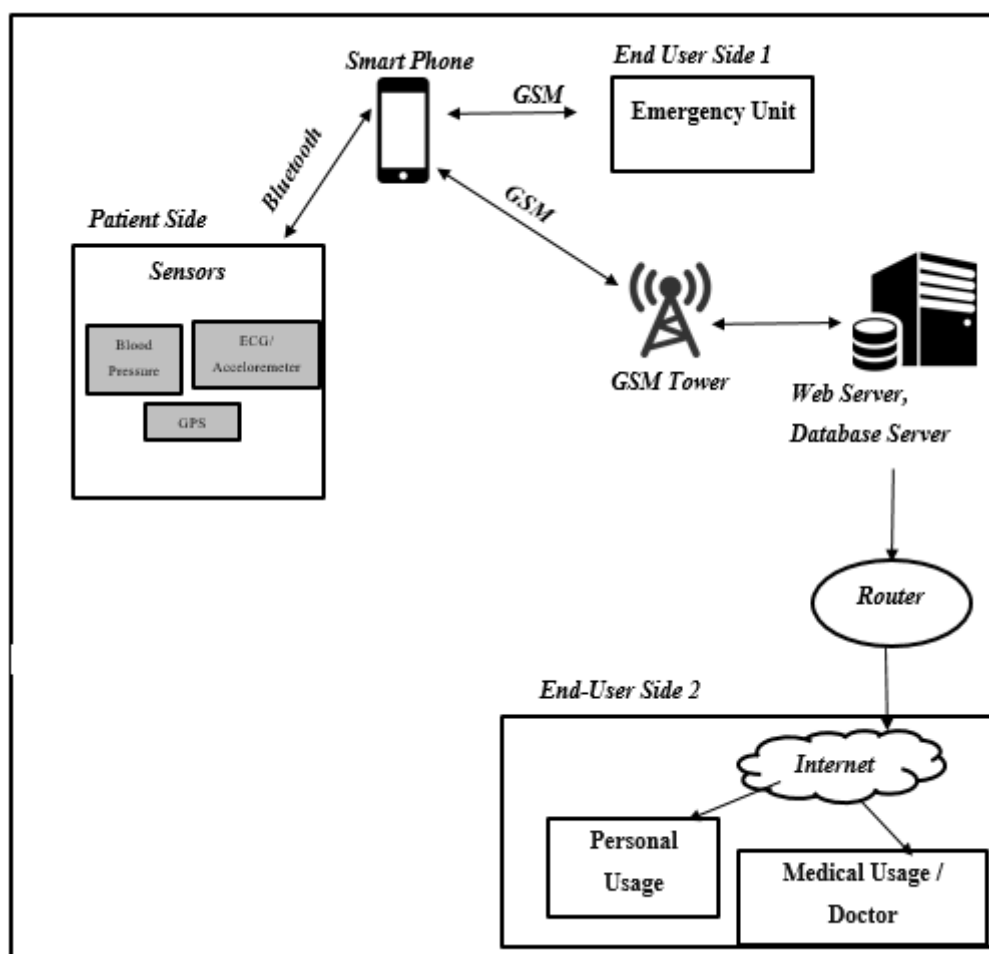 Smart Phone
End User Side 1
GSM
Emergency Unit
Bluetooth
GSM
Patient Side
Sensors
Blood
Pressure
ECG/
Acceloremeter
GPS
GSM Tower
Web Server,
Database Server
Router
End-User Side 2
Internet
Personal
Usage
Medical Usage /
Doctor